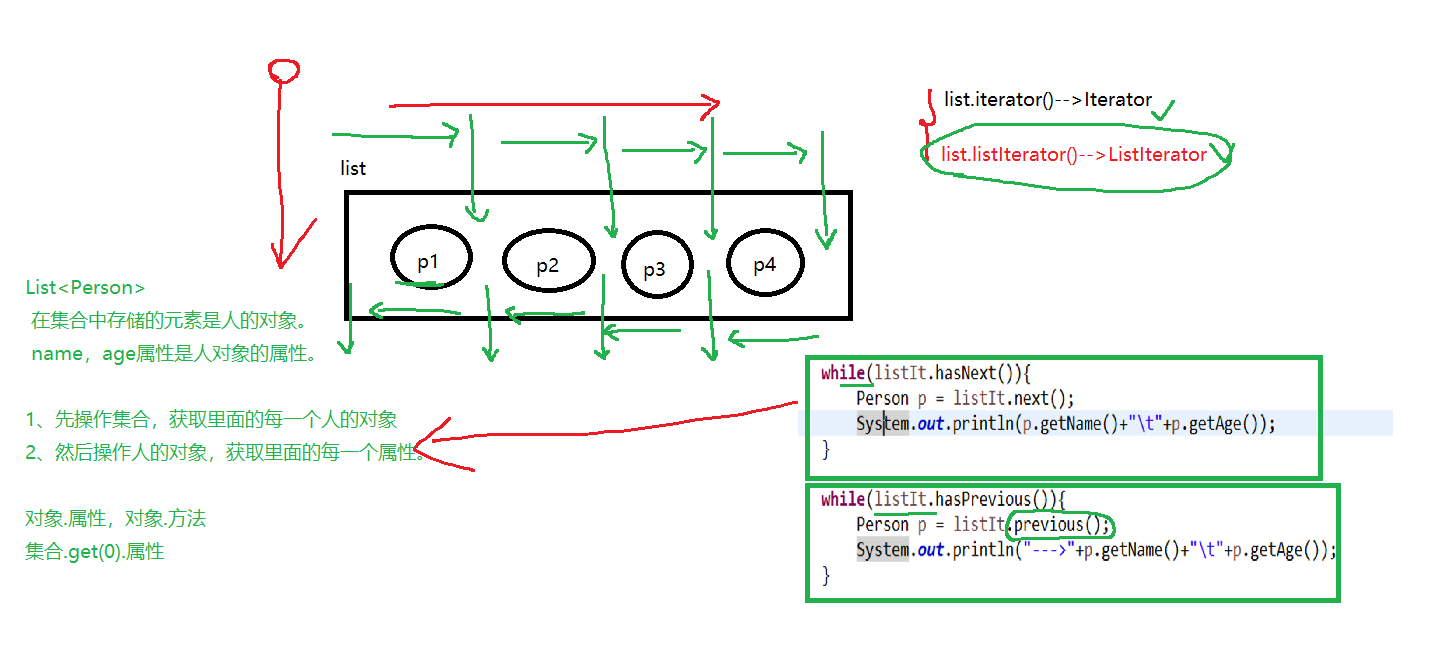 list.iterator()-->Iterator
list.listIterator()-->ListIterator
list
p1
p2
p3
p4
List<Person>
在集合中存储的元素是人的对象。
name，age属性是人对象的属性。
1、先操作集合，获取里面的每一个人的对象
2、然后操作人的对象，获取里面的每一个属性。
对象.属性，对象.方法
集合.get(0).属性
while(listIt.hasNext()){
Person p = listIt.next();
System.out.println(p.getName()+"\t"+p.getAge());
}
while(listIt.hasPrevious()){
Person p = listIt.previous();
System.out.println("--->"+p.getName()+"\t"+p.getAge());
}